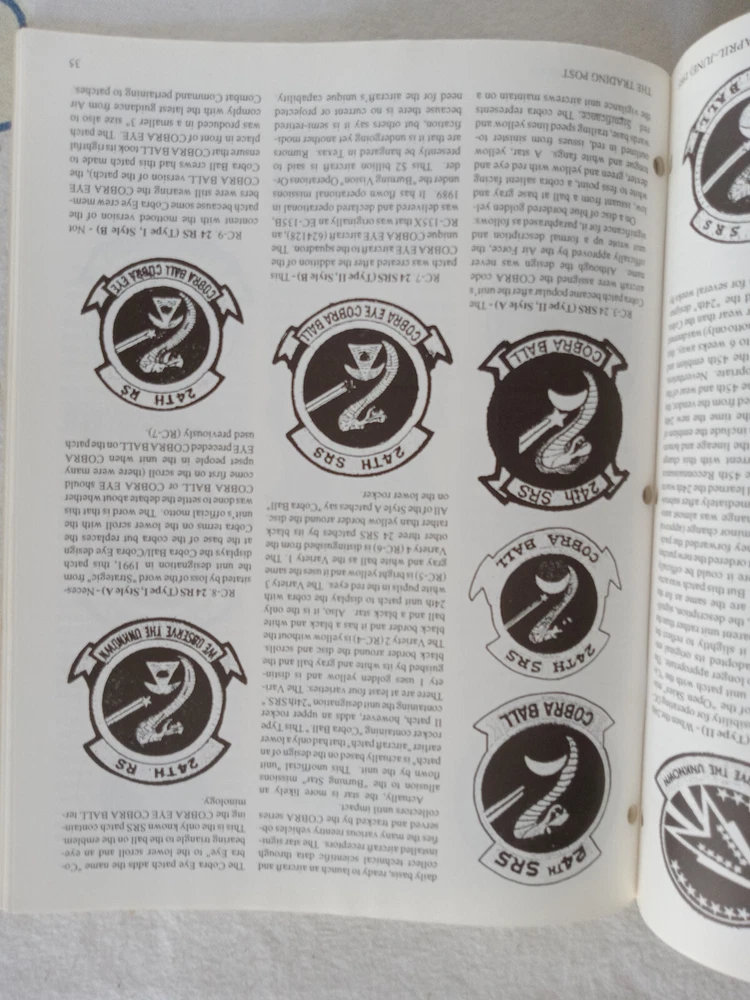 VE THE UNKNOWN
S R S
BALL
24TH SRS
COBRA BALL
24TH SRS
COBRA BALL
24th SRS
COBRA BALL
RC-3. 24 SRS (Type II, Style A) - The
Cobra patch became popular after the unit's
aircraft were assigned the COBRA code
name. Although the design was never
officially approved by the Air Force, the
unit wrote up a formal description and
significance for it, paraphrased as follows:
On a disc of blue bordered golden yel-
low, issuant from a ball at base gray and
white to fess point, a cobra salient facing
dexter, green and yellow with red eye and
tongue and white fangs. A star, yellow
outlined in red, issues from sinister to-
wards base, trailing speed lines yellow and
red. Significance. The cobra represents
the vigilance unit aircrews maintain on a
daily basis, ready to launch an aircraft and
collect technical scientific data through
installed aircraft receptors. The star signi-
fies the many various reentry vehicles ob-
served and tracked by the COBRA series
collectors until impact.
Actually, the star is more likely an
allusion to the "Burning Star" missions
flown by the unit. This unofficial unit
patch is actually based on the design of an
earlier aircraft patch that had only a lower
rocker containing "Cobra Ball". This Type
II patch, however, adds an upper rocker
containing the unit designation "24th SRS".
There are at least four varieties. The Vari-
ety 1 uses golden yellow and is distin-
guished by its white and gray ball and the
black border around the disc and scrolls.
The Variety 2 (RC-4) is yellow without the
black border and it has a black and white
ball and a black star. Also, it is the only
24th unit patch to display the cobra with
white pupils in the red eyes. The Variety 3
(RC-5) is bright yellow and uses the same
gray and white ball as the Variety 1. The
Variety 4 (RC-6) is distinguished from the
other three 24 SRS patches by its black
rather than yellow border around the disc.
All of the Style A patches say "Cobra Ball"
on the lower rocker
24TH SRS
COBRA EYE COBRA BALL
RC-7. 24 SRS (Type II, Style B) - This
patch was created after the addition of the
COBRA EYE aircraft to the squadron. The
unique COBRA EYE aircraft (624128), an
RC-135X that was originally an EC-135B,
was delivered and declared operational in
1989. It has flown operational missions
under the "Burning Vision" Operations Or-
der. This $2 billion aircraft is said to
presently be hangared in Texas. Rumors
are that it is undergoing yet another modi-
fication, but others say it is semi-retired
because there is no current or projected
need for the aircraft's unique capability.
The Cobra Eye patch adds the name "Co-
bra Eye" to the lower scroll and an eye-
bearing triangle to the ball on the emblem.
This is the only known SRS patch contain-
ing the COBRA EYE COBRA BALL ter-
minology
24TH RS
WE OBSERVE THE UNKNOWN
RC-8. 24 RS (Type I, Style A) - Neces-
sitated by loss of the word "Strategic" from
the unit designation in 1991, this patch
displays the Cobra Ball/Cobra Eye design
at the base of the cobra but replaces the
Cobra terms on the lower scroll with the
unit's official motto. The word is that this
was done to settle the debate about whether
COBRA BALL or COBRA EYE should
come first on the scroll (there were many
upset people in the unit when COBRA
EYE preceded COBRA BALL on the patch
used previously (RC-7).
24TH RS
COBRA BALL COBRA EYE
RC-9. 24 RS (Type I, Style B) - Not
content with the mottoed version of the
patch because some Cobra Eye crew mem-
bers were still wearing the COBRA EYE
COBRA BALL version of the patch), the
Cobra Ball crews had this patch made to
ensure that COBRA BALL took its rightful
place in front of COBRA EYE. The patch
was produced in a smaller 3" size also to
comply with the latest guidance from Air
Combat Command pertaining to patches.
THE TRADING POST
35